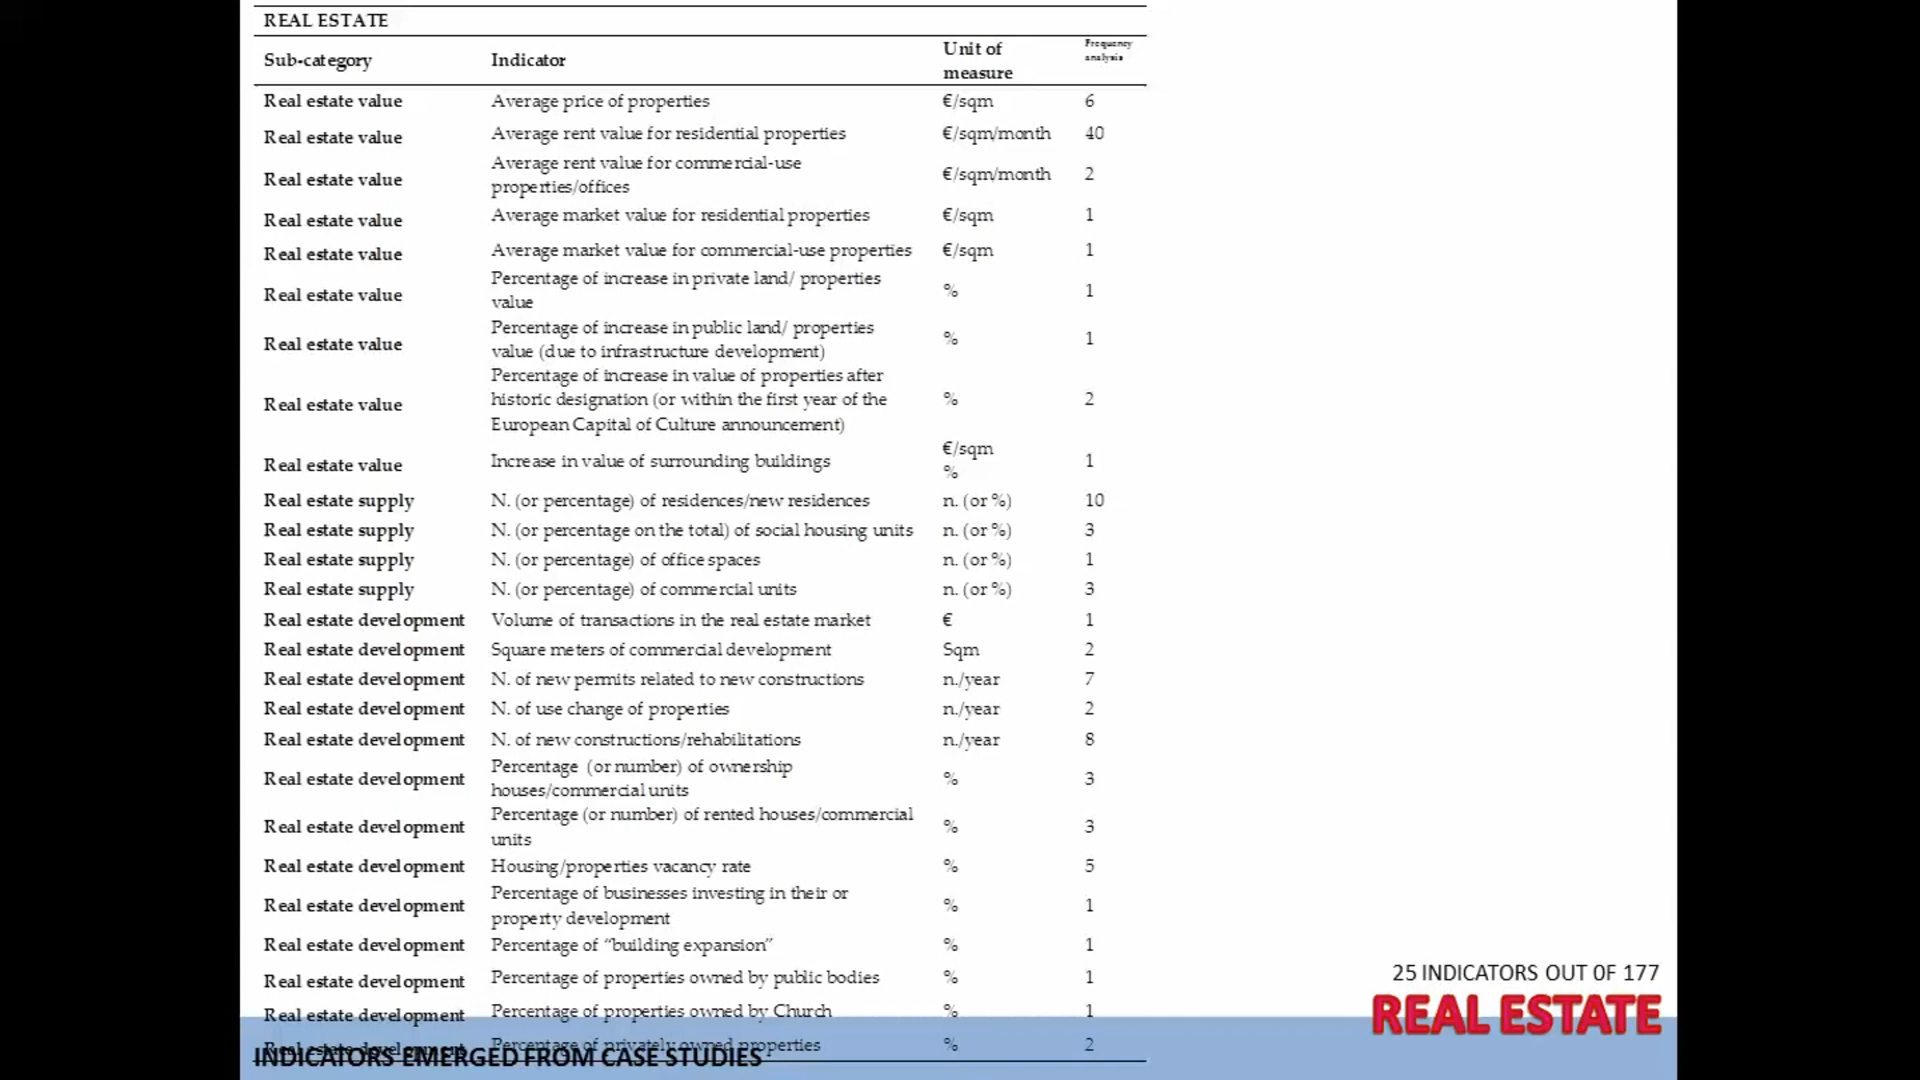 REAL ESTATE
Sub-category Indicator Unit of measure Frequency analysis
Real estate value Average price of properties €/sqm 6
Real estate value Average rent value for residential properties €/sqm/month 40
Real estate value Average rent value for commercial-use properties/offices €/sqm/month 2
Real estate value Average market value for residential properties €/sqm 1
Real estate value Average market value for commercial-use properties €/sqm 1
Real estate value Percentage of increase in private land/ properties value % 1
Real estate value Percentage of increase in public land/ properties value (due to infrastructure development) % 1
Real estate value Percentage of increase in value of properties after historic designation (or within the first year of the European Capital of Culture announcement) % 2
Real estate value Increase in value of surrounding buildings €/sqm % 1
Real estate supply N. (or percentage) of residences/new residences n. (or %) 10
Real estate supply N. (or percentage on the total) of social housing units n. (or %) 3
Real estate supply N. (or percentage) of office spaces n. (or %) 1
Real estate supply N. (or percentage) of commercial units n. (or %) 3
Real estate development Volume of transactions in the real estate market € 1
Real estate development Square meters of commercial development Sqm 2
Real estate development N. of new permits related to new constructions n./year 7
Real estate development N. of use change of properties n./year 2
Real estate development N. of new constructions/rehabilitations n./year 8
Real estate development Percentage (or number) of ownership houses/commercial units % 3
Real estate development Percentage (or number) of rented houses/commercial units % 3
Real estate development Housing/properties vacancy rate % 5
Real estate development Percentage of businesses investing in their or property development % 1
Real estate development Percentage of “building expansion” % 1
Real estate development Percentage of properties owned by public bodies % 1
Real estate development Percentage of properties owned by Church % 1
Real estate development Percentage of privately owned properties % 2
25 INDICATORS OUT OF 177
REAL ESTATE
INDICATORS EMERGED FROM CASE STUDIES